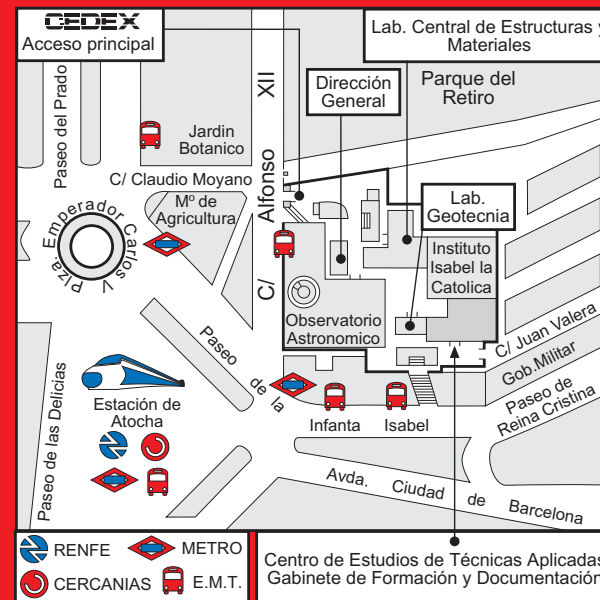 CEDEX
Acceso principal
Lab. Central de Estructuras y
Materiales
Dirección
General
Parque del
Retiro
Paseo del Prado
Jardin
Botanico
C/ Alfonso XII
C/ Claudio Moyano
Mº de
Agricultura
Plza. Emperador Carlos V
Lab.
Geotecnia
Instituto
Isabel la
Catolica
Observatorio
Astronomico
C/ Juan Valera
Gob.Militar
Paseo de
Reina Cristina
Paseo de la
Infanta Isabel
Paseo de las Delicias
Estación de
Atocha
Avda. Ciudad de Barcelona
RENFE
METRO
CERCANIAS
E.M.T.
Centro de Estudios de Técnicas Aplicadas
Gabinete de Formación y Documentación